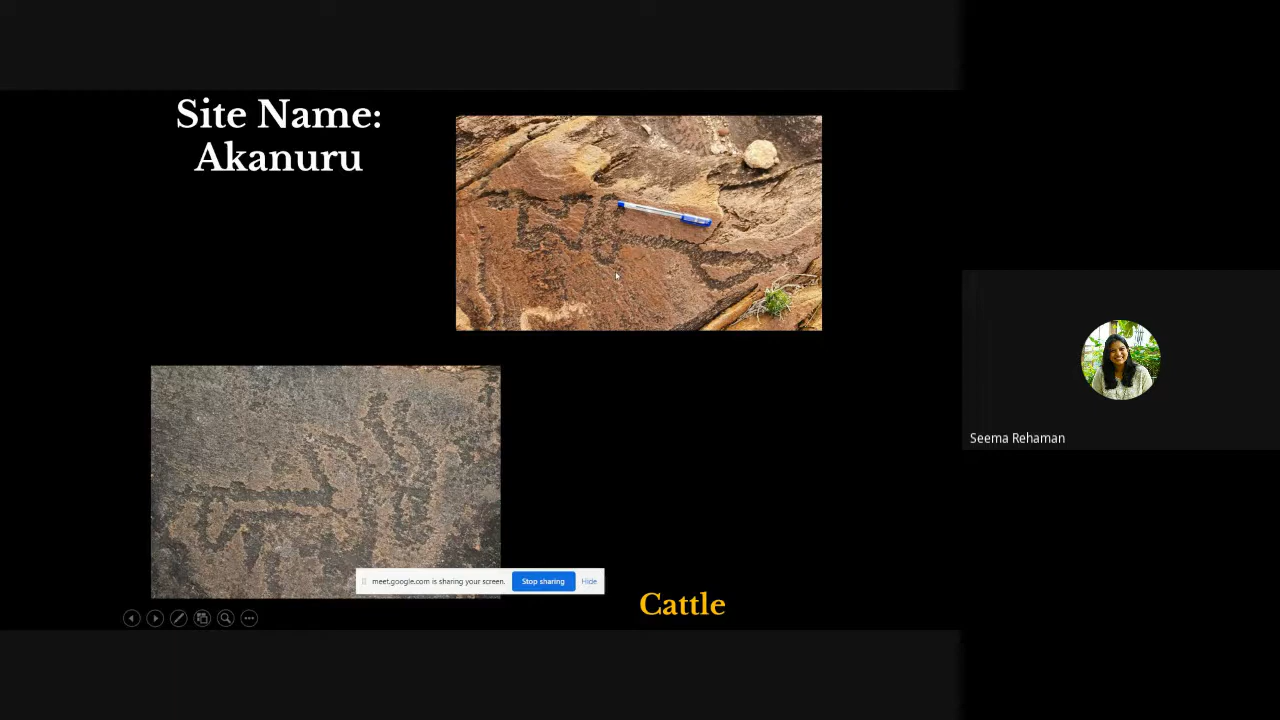 Site Name:
Akanuru
Seema Rehaman
meet.google.com is sharing your screen. Stop sharing Hide
Cattle